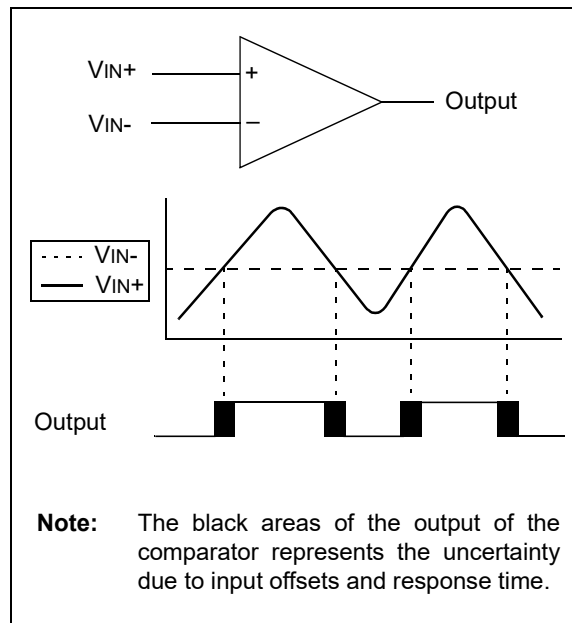 VIN+
+
Output
VIN-
–
VIN-
VIN+
Output
Note: The black areas of the output of the
comparator represents the uncertainty
due to input offsets and response time.